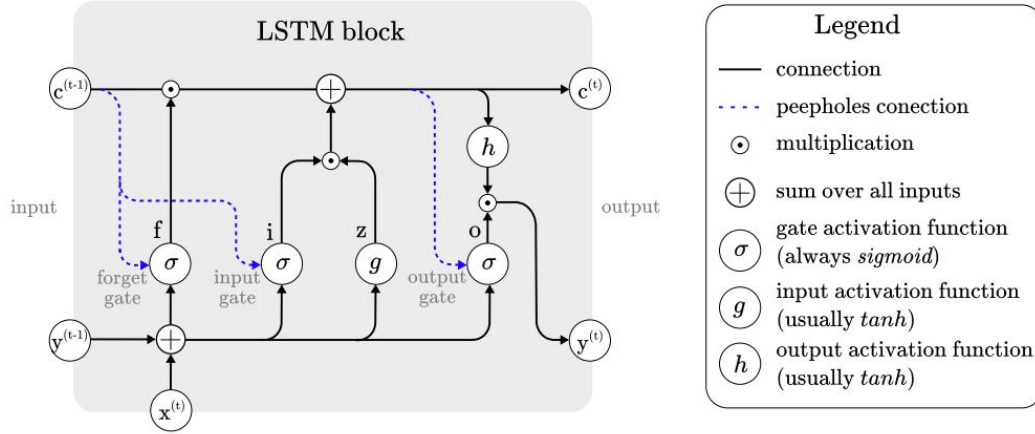 LSTM block
c(t-1)
c(t)
h
input
output
f
i
z
o
σ
σ
g
σ
forget
gate
input
gate
output
gate
y(t-1)
y(t)
x(t)
Legend
connection
peepholes conection
multiplication
sum over all inputs
σ
gate activation function
(always sigmoid)
g
input activation function
(usually tanh)
h
output activation function
(usually tanh)